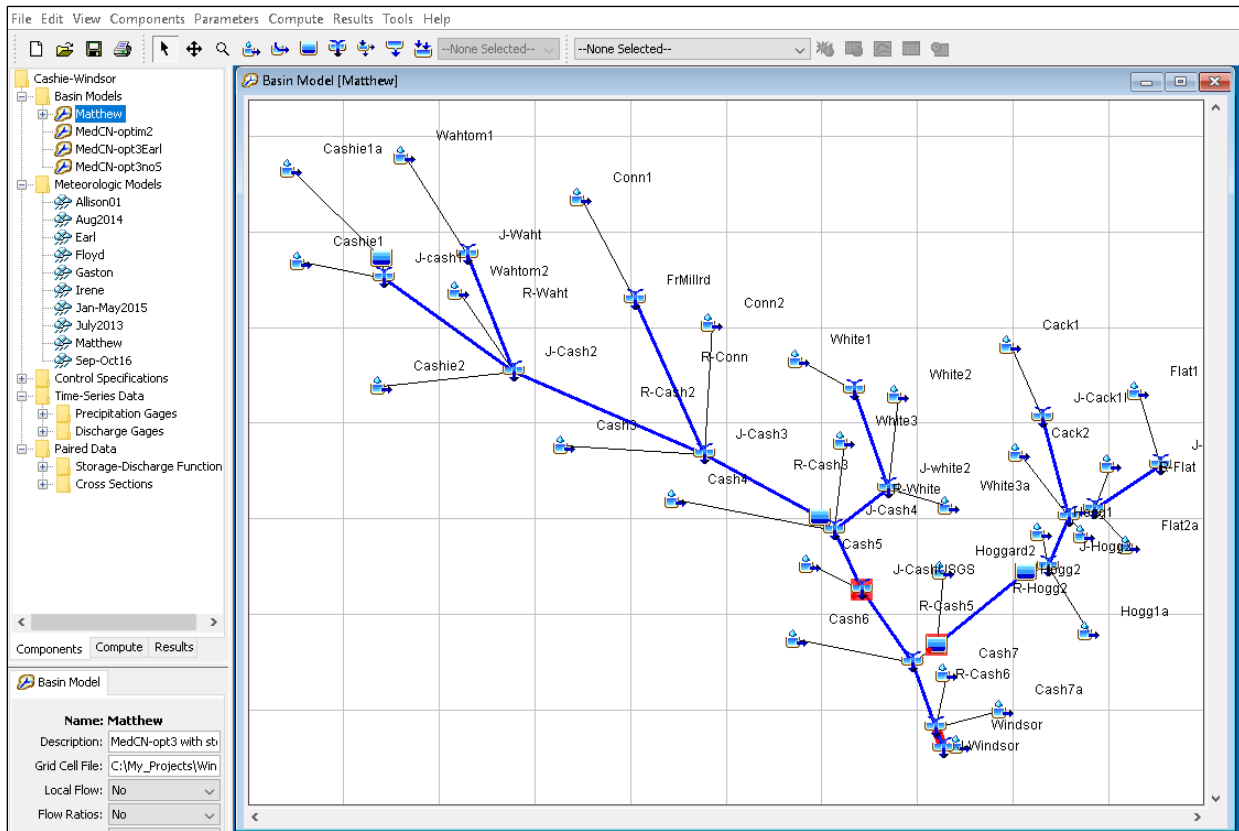 File Edit View Components Parameters Compute Results Tools Help
--None Selected-- --None Selected--
Cashie-Windsor
Basin Models
Matthew
MedCN-optim2
MedCN-opt3Earl
MedCN-opt3noS
Meteorologic Models
Allison01
Aug2014
Earl
Floyd
Gaston
Irene
Jan-May2015
July2013
Matthew
Sep-Oct16
Control Specifications
Time-Series Data
Precipitation Gages
Discharge Gages
Paired Data
Storage-Discharge Function
Cross Sections
Components Compute Results
Basin Model
Name: Matthew
Description: MedCN-opt3 with st
Grid Cell File: C:\My_Projects\Win
Local Flow: No
Flow Ratios: No
Basin Model [Matthew]
Wahtom1
Cashie1a
Conn1
J-Waht
Cashie1
J-cash1
Wahtom2
FrMillrd
R-Waht
Conn2
Cack1
White1
J-Cash2
R-Conn
Cashie2
White2
Flat1
R-Cash2
J-Cack1
Cash3
White3
J-Cash3
Cack2
J-
R-Cash3
J-white2
R-Flat
Cash4
R-White
White3a
J-Cash4
Hogg1
Flat2a
Cash5
Hoggard2
J-Hogg2
J-CashUSGS
Hogg2
R-Hogg2
R-Cash5
Hogg1a
Cash6
Cash7
R-Cash6
Cash7a
Windsor
Windsor